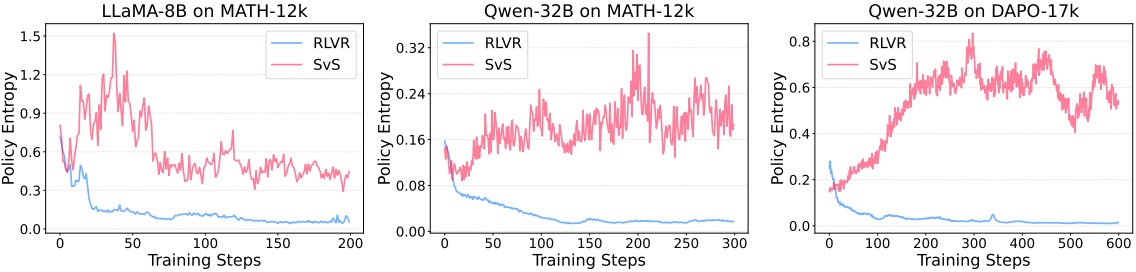 LLaMA-8B on MATH-12k
Policy Entropy
1.5
1.2
0.9
0.6
0.3
0.0
RLVR
SvS
0
50
100
150
200
Training Steps
Qwen-32B on MATH-12k
Policy Entropy
0.32
0.24
0.16
0.08
0.00
RLVR
SvS
0
50
100
150
200
250
300
Training Steps
Qwen-32B on DAPO-17k
Policy Entropy
0.8
0.6
0.4
0.2
0.0
RLVR
SvS
0
100
200
300
400
500
600
Training Steps